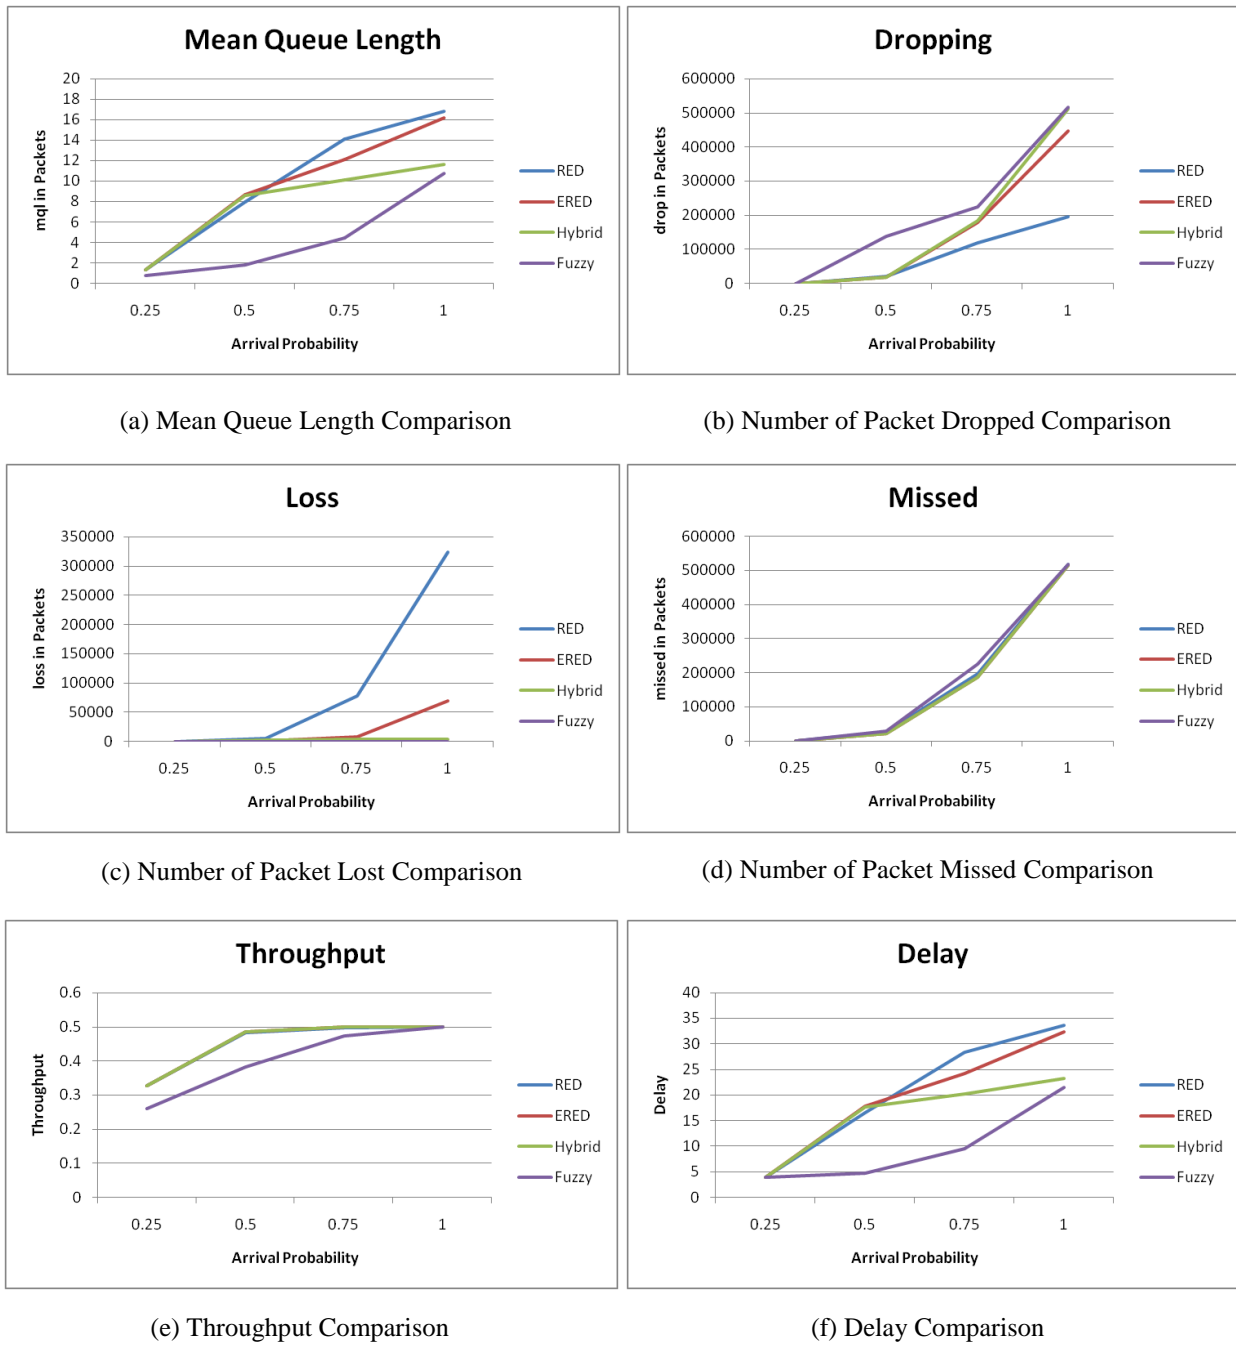 Mean Queue Length
20
18
16
14
12
10
8
6
4
2
0
mql in Packets
0.25 0.5 0.75 1
Arrival Probability
RED
ERED
Hybrid
Fuzzy
(a) Mean Queue Length Comparison
Dropping
600000
500000
400000
300000
200000
100000
0
drop in Packets
0.25 0.5 0.75 1
Arrival Probability
RED
ERED
Hybrid
Fuzzy
(b) Number of Packet Dropped Comparison
Loss
350000
300000
250000
200000
150000
100000
50000
0
loss in Packets
0.25 0.5 0.75 1
Arrival Probability
RED
ERED
Hybrid
Fuzzy
(c) Number of Packet Lost Comparison
Missed
600000
500000
400000
300000
200000
100000
0
missed in Packets
0.25 0.5 0.75 1
Arrival Probability
RED
ERED
Hybrid
Fuzzy
(d) Number of Packet Missed Comparison
Throughput
0.6
0.5
0.4
0.3
0.2
0.1
0
Throughput
0.25 0.5 0.75 1
Arrival Probability
RED
ERED
Hybrid
Fuzzy
(e) Throughput Comparison
Delay
40
35
30
25
20
15
10
5
0
Delay
0.25 0.5 0.75 1
Arrival Probability
RED
ERED
Hybrid
Fuzzy
(f) Delay Comparison